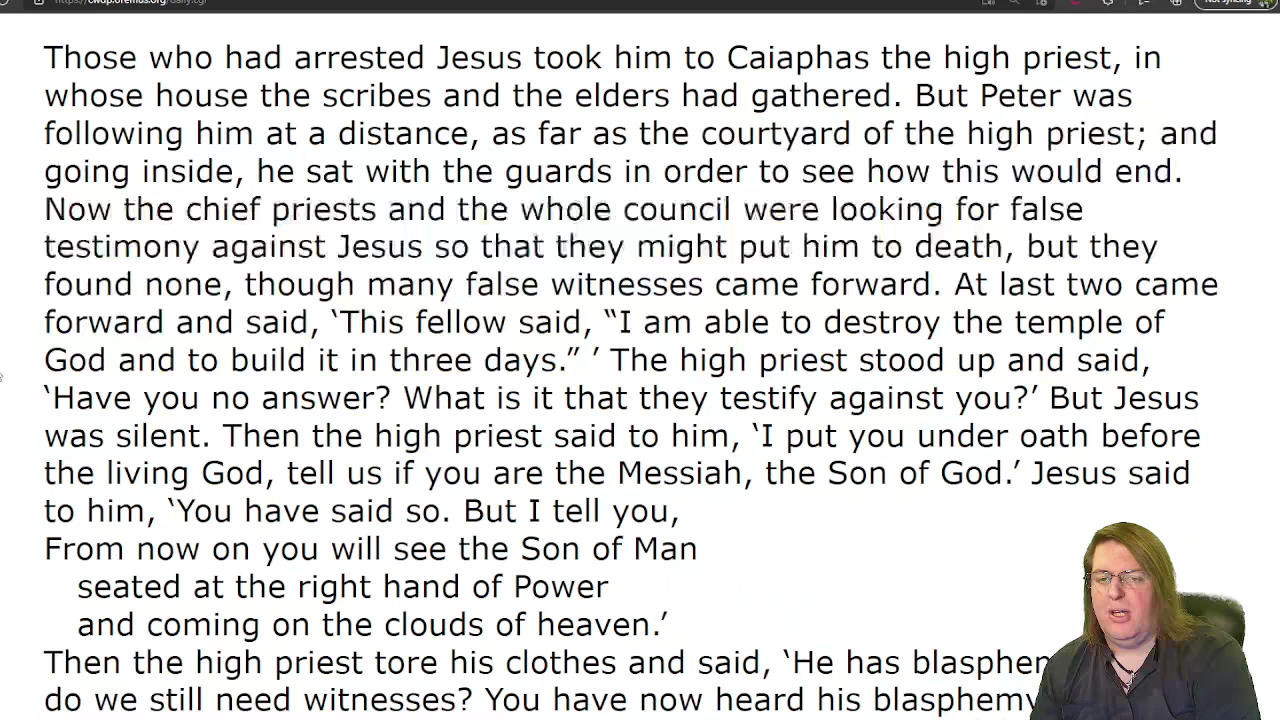 https://cwdp.oremus.org/daily.cgi
Not syncing
Those who had arrested Jesus took him to Caiaphas the high priest, in
whose house the scribes and the elders had gathered. But Peter was
following him at a distance, as far as the courtyard of the high priest; and
going inside, he sat with the guards in order to see how this would end.
Now the chief priests and the whole council were looking for false
testimony against Jesus so that they might put him to death, but they
found none, though many false witnesses came forward. At last two came
forward and said, ‘This fellow said, “I am able to destroy the temple of
God and to build it in three days.” ’ The high priest stood up and said,
‘Have you no answer? What is it that they testify against you?’ But Jesus
was silent. Then the high priest said to him, ‘I put you under oath before
the living God, tell us if you are the Messiah, the Son of God.’ Jesus said
to him, ‘You have said so. But I tell you,
From now on you will see the Son of Man
seated at the right hand of Power
and coming on the clouds of heaven.’
Then the high priest tore his clothes and said, ‘He has blasphem
do we still need witnesses? You have now heard his blasphemy